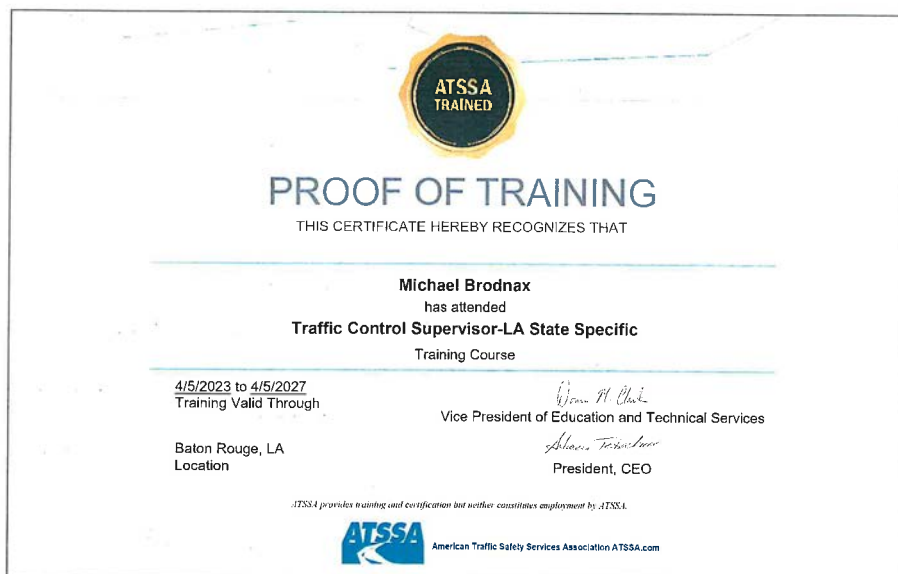 ATSSA
TRAINED
PROOF OF TRAINING
THIS CERTIFICATE HEREBY RECOGNIZES THAT
Michael Brodnax
has attended
Traffic Control Supervisor-LA State Specific
Training Course
4/5/2023 to 4/5/2027
Training Valid Through
Vice President of Education and Technical Services
Baton Rouge, LA
Location
President, CEO
ATSSA provides training and certification but neither constitutes employment by ATSSA.
ATSSA
American Traffic Safety Services Association ATSSA.com